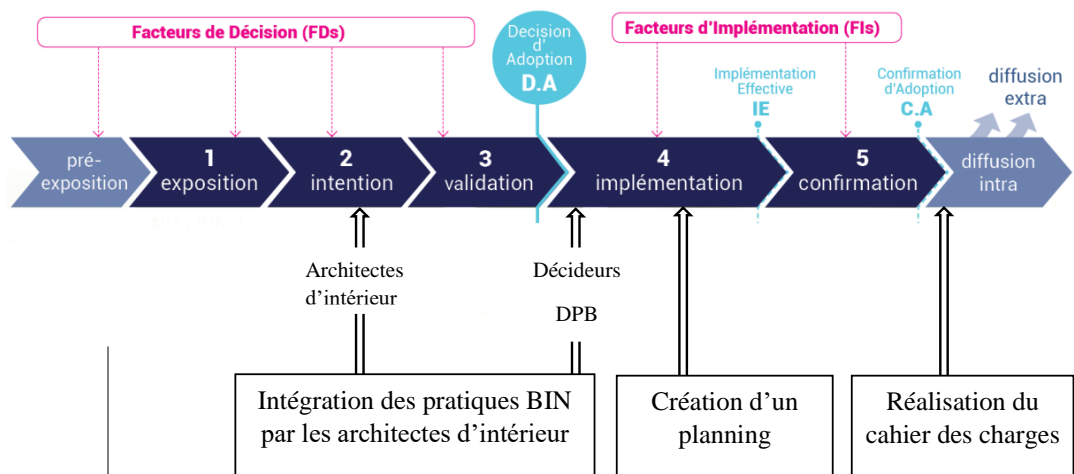 Facteurs de Décision (FDs)
Decision
d'
Adoption
D.A
Facteurs d'Implémentation (FIs)
Implémentation
Effective
IE
Confirmation
d'Adoption
C.A
diffusion
extra
pré-
exposition
1
exposition
2
intention
3
validation
4
implémentation
5
confirmation
diffusion
intra
Architectes
d'intérieur
Décideurs
DPB
Intégration des pratiques BIN
par les architectes d'intérieur
Création d'un
planning
Réalisation du
cahier des charges